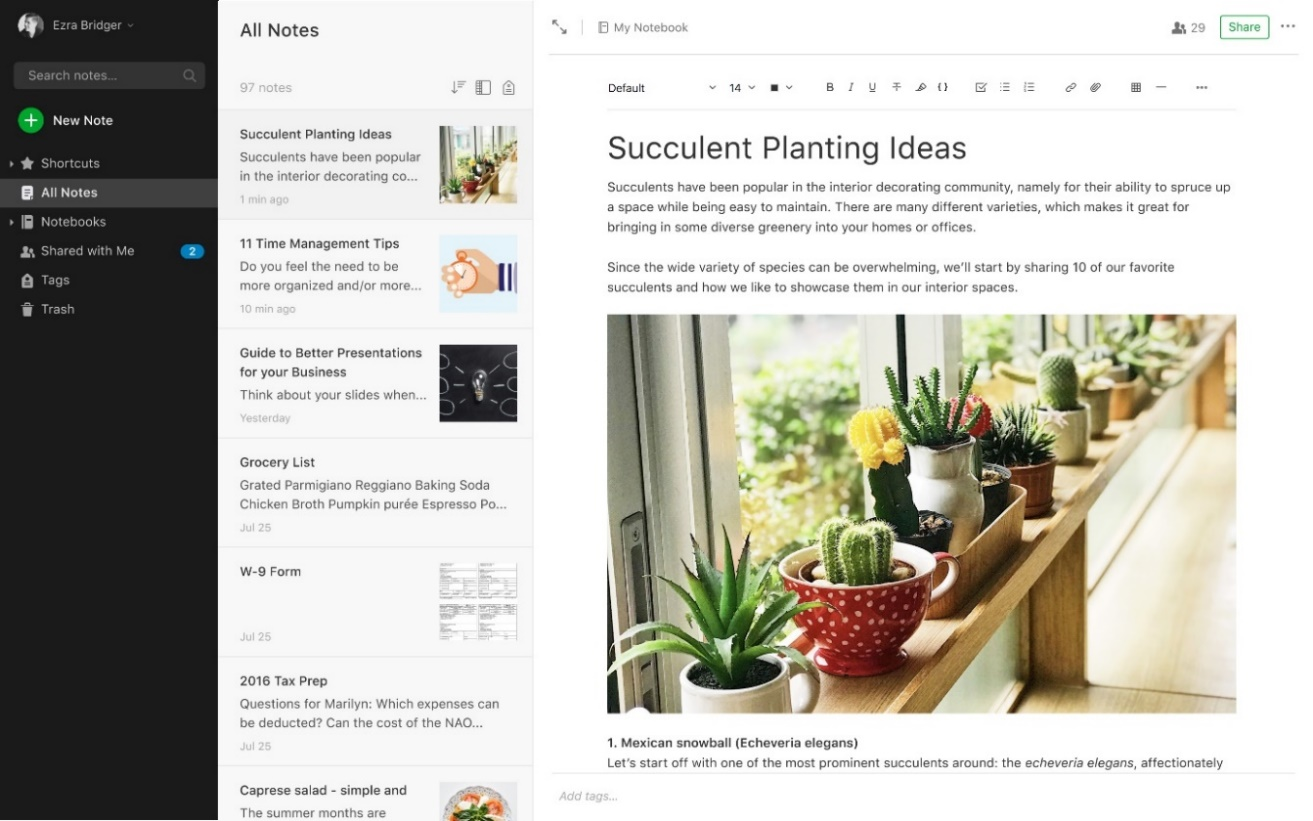 Ezra Bridger
Search notes...
New Note
Shortcuts
All Notes
Notebooks
Shared with Me
2
Tags
Trash
All Notes
97 notes
Succulent Planting Ideas
Succulents have been popular
in the interior decorating co...
1 min ago
11 Time Management Tips
Do you feel the need to be
more organized and/or more...
10 min ago
Guide to Better Presentations
for your Business
Think about your slides when...
Yesterday
Grocery List
Grated Parmigiano Reggiano Baking Soda
Chicken Broth Pumpkin purée Espresso Po...
Jul 25
W-9 Form
Jul 25
2016 Tax Prep
Questions for Marilyn: Which expenses can
be deducted? Can the cost of the NAO...
Jul 25
Caprese salad - simple and
The summer months are
My Notebook
29
Share
Default
14
B I U T {}
Succulent Planting Ideas
Succulents have been popular in the interior decorating community, namely for their ability to spruce up
a space while being easy to maintain. There are many different varieties, which makes it great for
bringing in some diverse greenery into your homes or offices.
Since the wide variety of species can be overwhelming, we'll start by sharing 10 of our favorite
succulents and how we like to showcase them in our interior spaces.
1. Mexican snowball (Echeveria elegans)
Let's start off with one of the most prominent succulents around: the echeveria elegans, affectionately
Add tags...